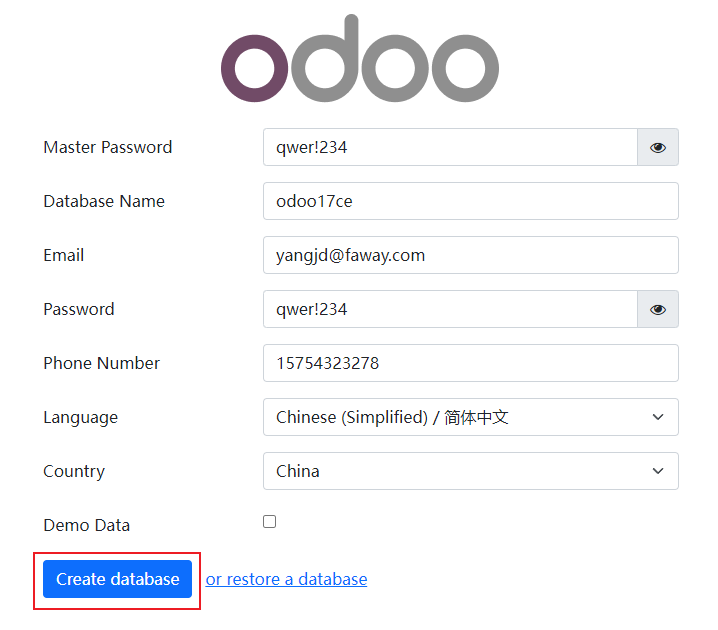 odoo
Master Password qwer!234
Database Name odoo17ce
Email yangjd@faway.com
Password qwer!234
Phone Number 15754323278
Language Chinese (Simplified) / 简体中文
Country China
Demo Data
Create database or restore a database